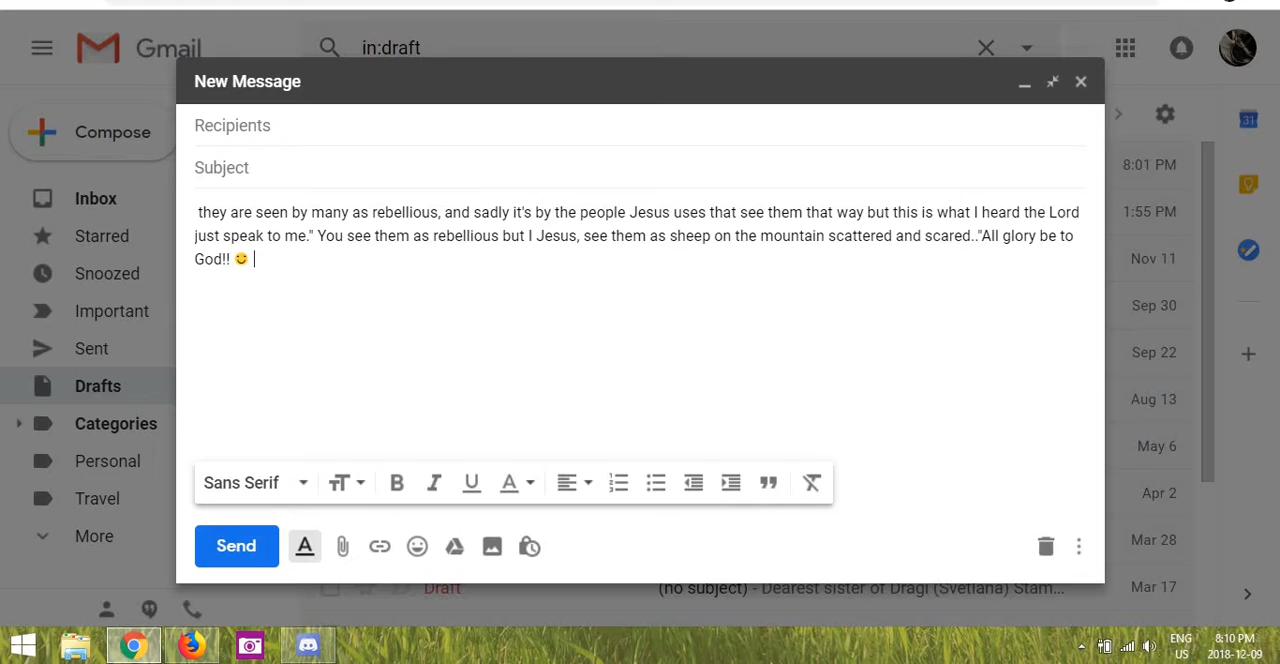 Gmail
in:draft
New Message
Compose
Recipients
Subject
8:01 PM
Inbox
they are seen by many as rebellious, and sadly it's by the people Jesus uses that see them that way but this is what I heard the Lord
1:55 PM
Starred
just speak to me." You see them as rebellious but I Jesus, see them as sheep on the mountain scattered and scared.."All glory be to
God!! 🙂
Nov 11
Snoozed
Important
Sep 30
Sent
Sep 22
Drafts
Aug 13
Categories
May 6
Personal
Sans Serif
Apr 2
Travel
More
Send
Mar 28
Draft
(no subject) - Dearest sister of Dragi (Svetlana) Stam...
Mar 17
31
ENG
US
8:10 PM
2018-12-09